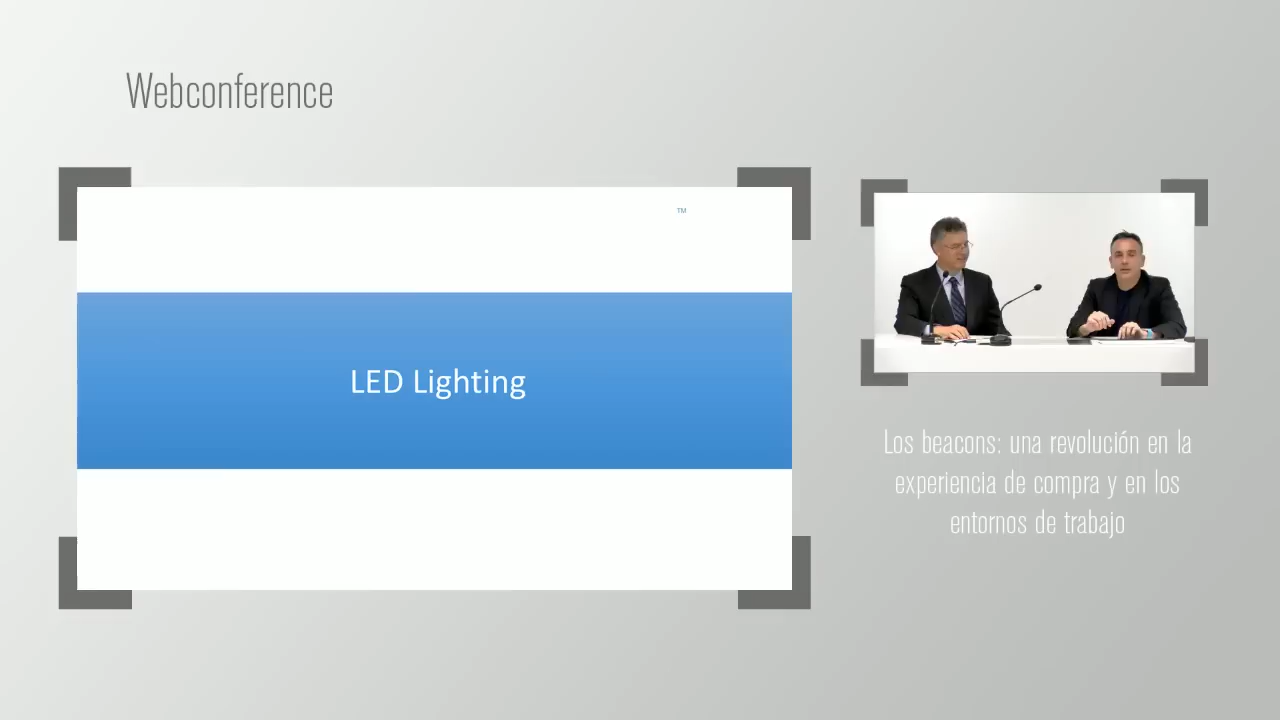 Webconference
TM
LED Lighting
Los beacons: una revolución en la
experiencia de compra y en los
entornos de trabajo